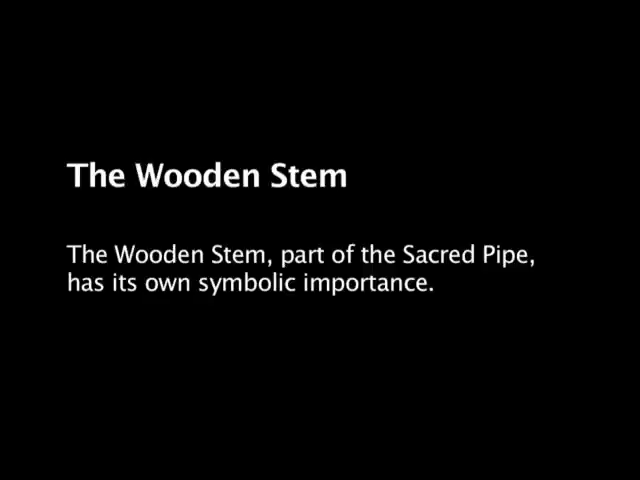 The Wooden Stem
The Wooden Stem, part of the Sacred Pipe,
has its own symbolic importance.